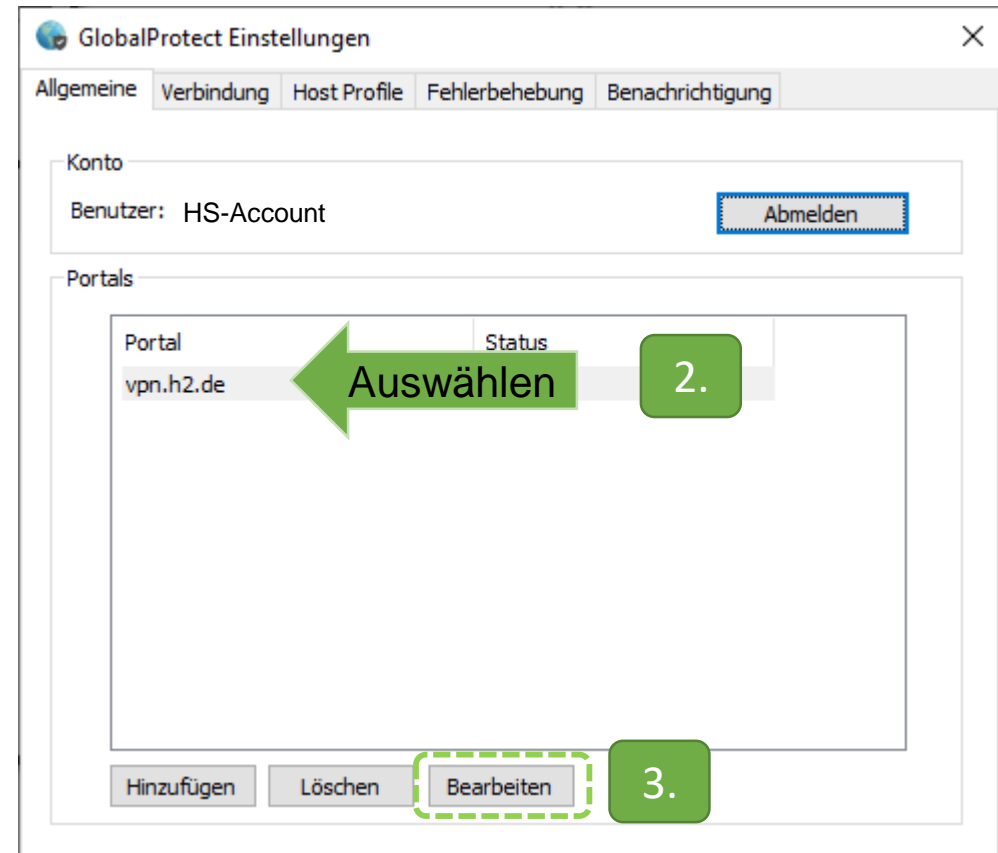 GlobalProtect Einstellungen
Allgemeine Verbindung Host Profile Fehlerbehebung Benachrichtigung
Konto
Benutzer: HS-Account Abmelden
Portals
Portal Status
vpn.h2.de Auswählen 2.
Hinzufügen Löschen Bearbeiten 3.